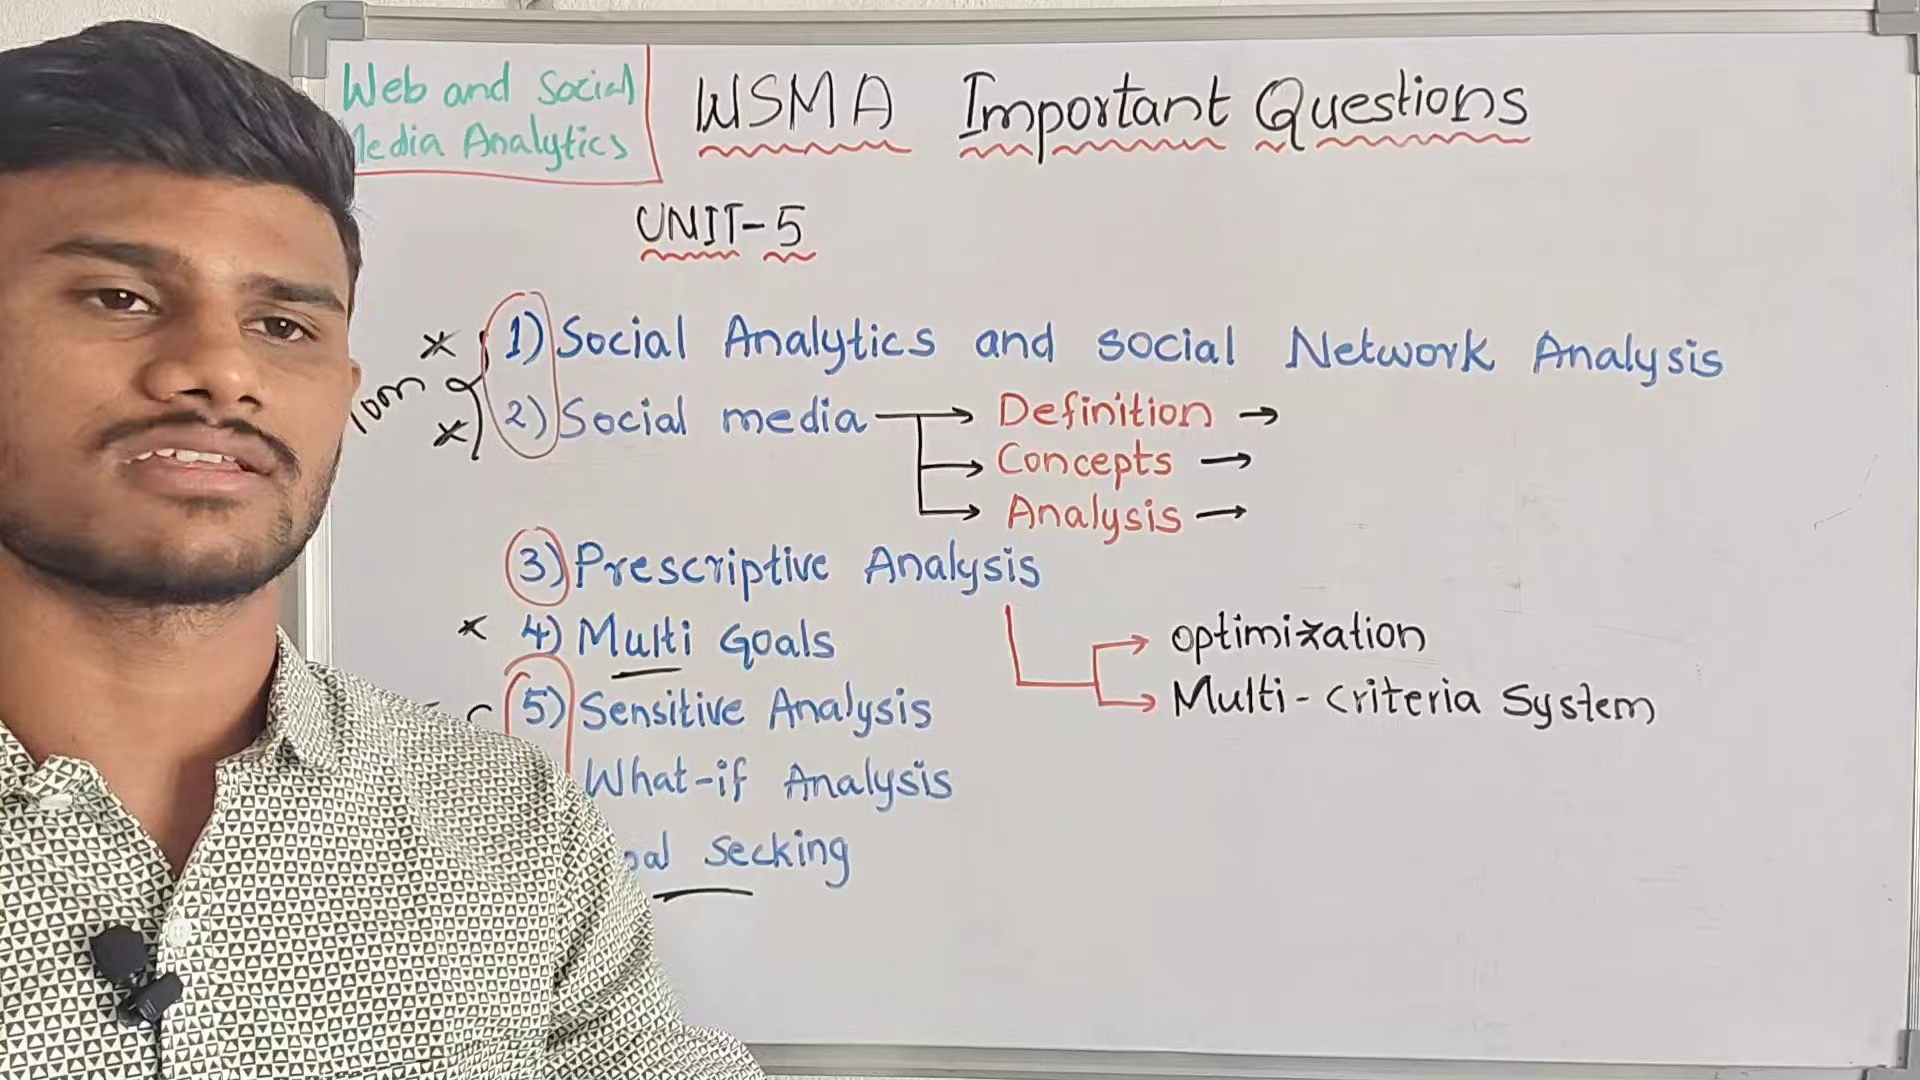 Web and Social
Media Analytics
WSMA Important Questions
UNIT-5
10m
1) Social Analytics and social Network Analysis
2) Social media → Definition →
→ Concepts →
→ Analysis →
3) Prescriptive Analysis
→ optimization
→ Multi-criteria System
4) Multi Goals
5) Sensitive Analysis
What-if Analysis
oal Seeking